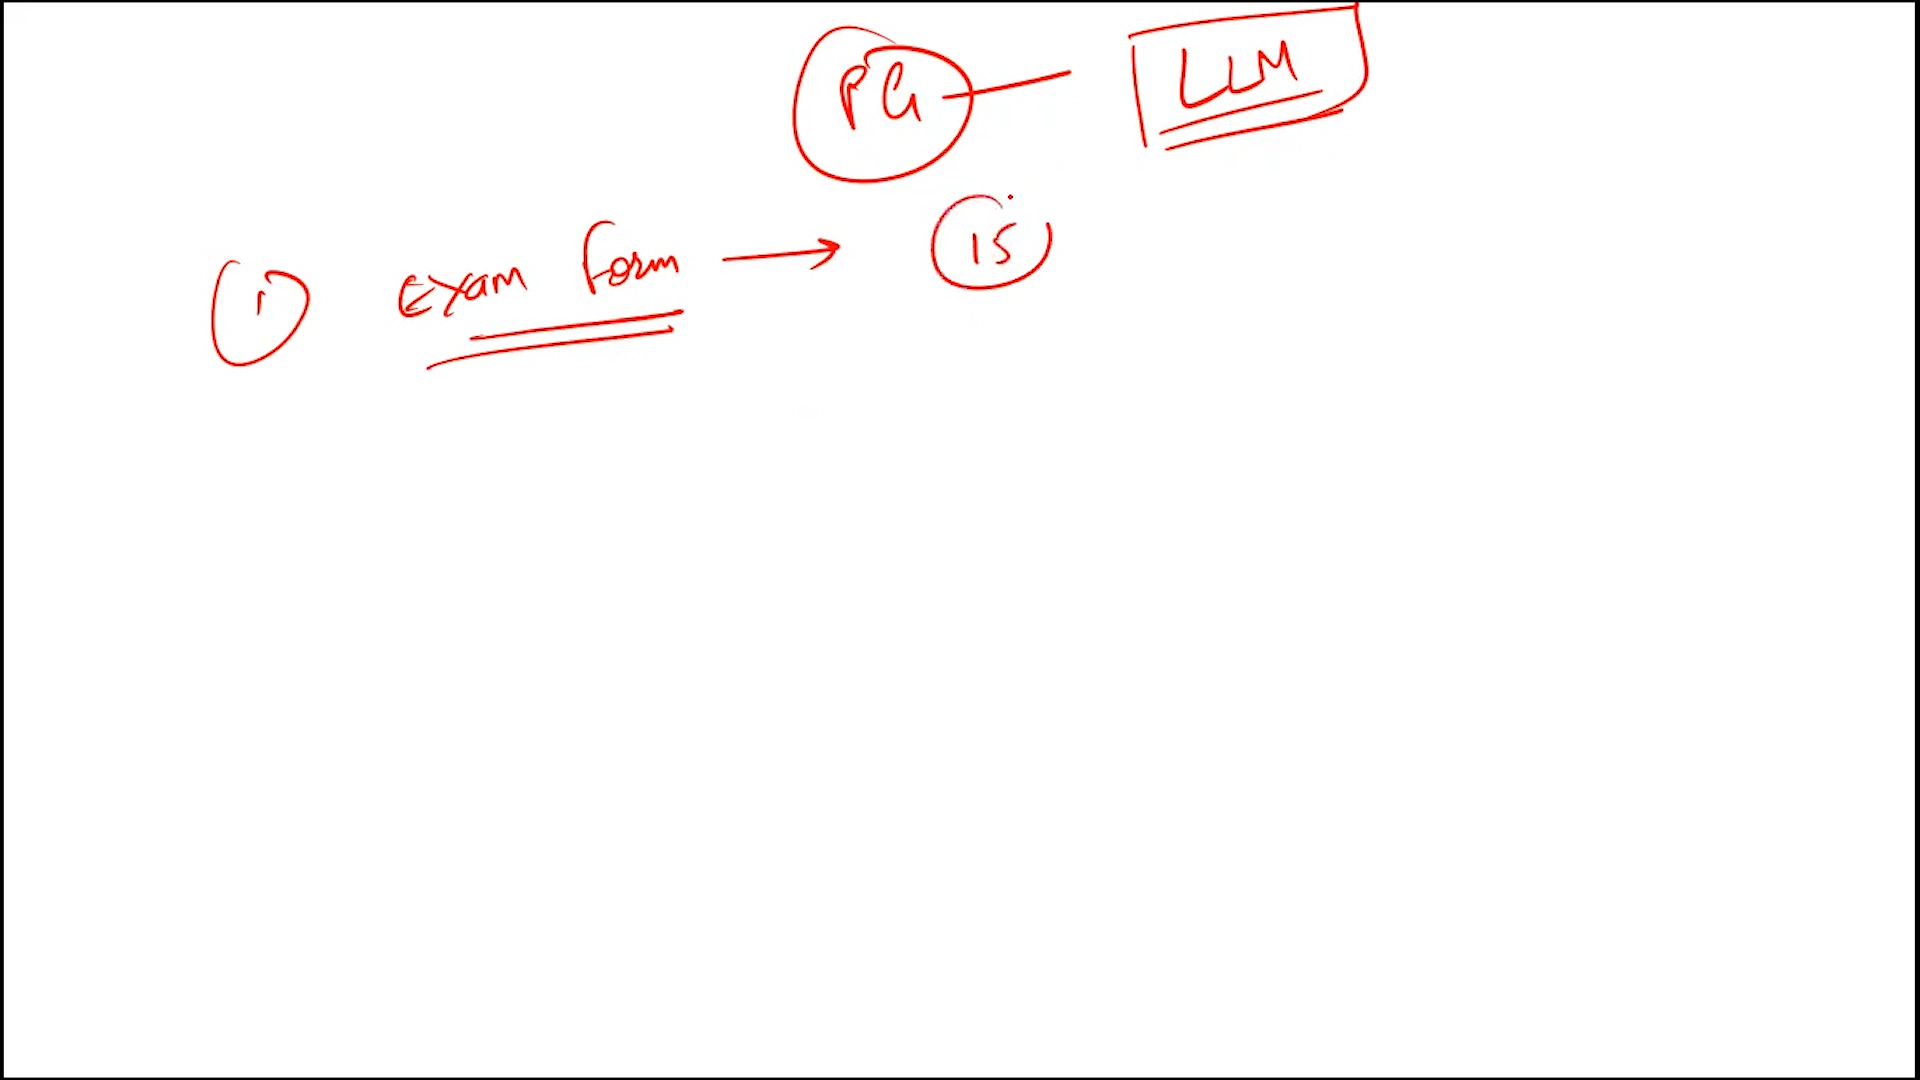 PG — LLM
1 Exam Form → 15